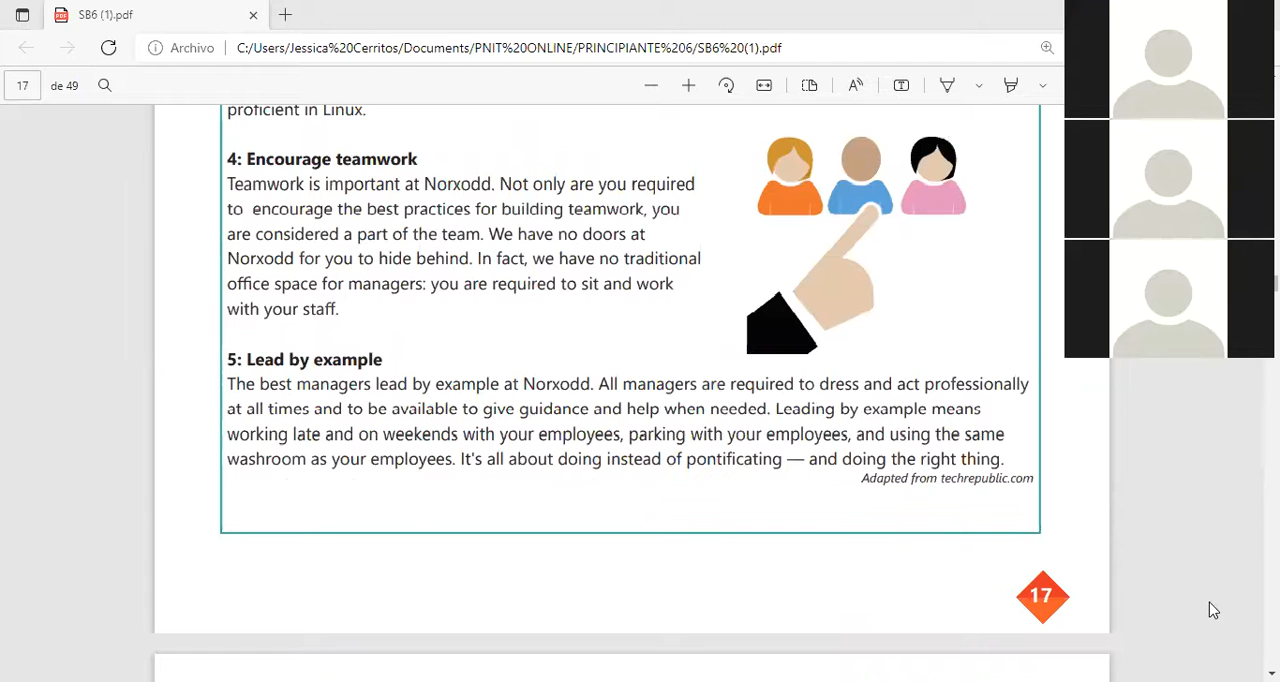 SB6 (1).pdf
Archivo
C:/Users/Jessica%20Cerritos/Documents/PNIT%20ONLINE/PRINCIPIANTE%206/SB6%20(1).pdf
17
de 49
proficient in Linux.
4: Encourage teamwork
Teamwork is important at Norxodd. Not only are you required
to encourage the best practices for building teamwork, you
are considered a part of the team. We have no doors at
Norxodd for you to hide behind. In fact, we have no traditional
office space for managers: you are required to sit and work
with your staff.
5: Lead by example
The best managers lead by example at Norxodd. All managers are required to dress and act professionally
at all times and to be available to give guidance and help when needed. Leading by example means
working late and on weekends with your employees, parking with your employees, and using the same
washroom as your employees. It's all about doing instead of pontificating — and doing the right thing.
Adapted from techrepublic.com
17